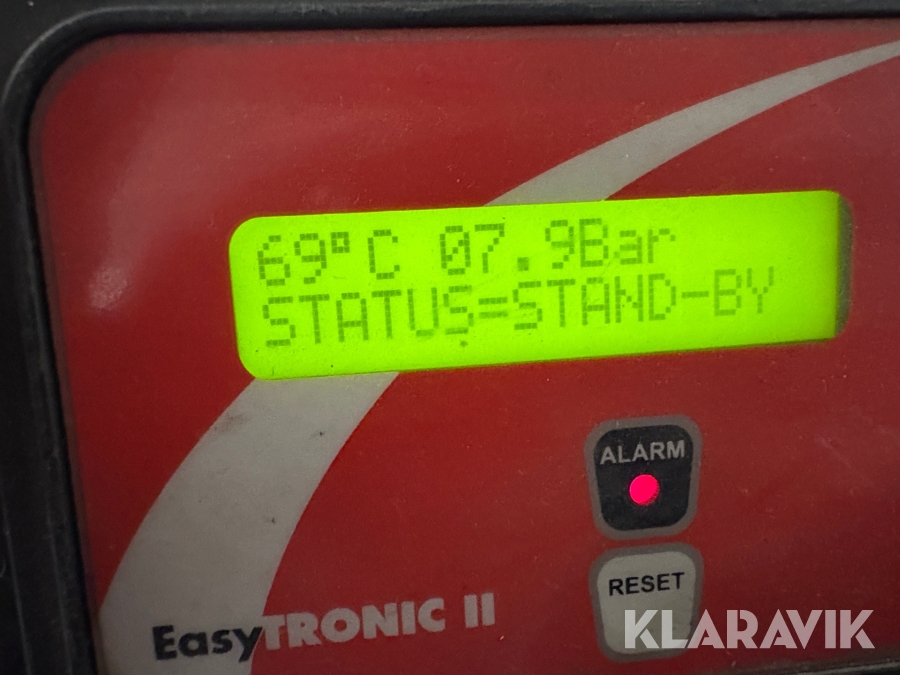 69°C 07.9Bar
STATUS=STAND-BY
ALARM
RESET
EasyTRONIC II
KLARAVIK